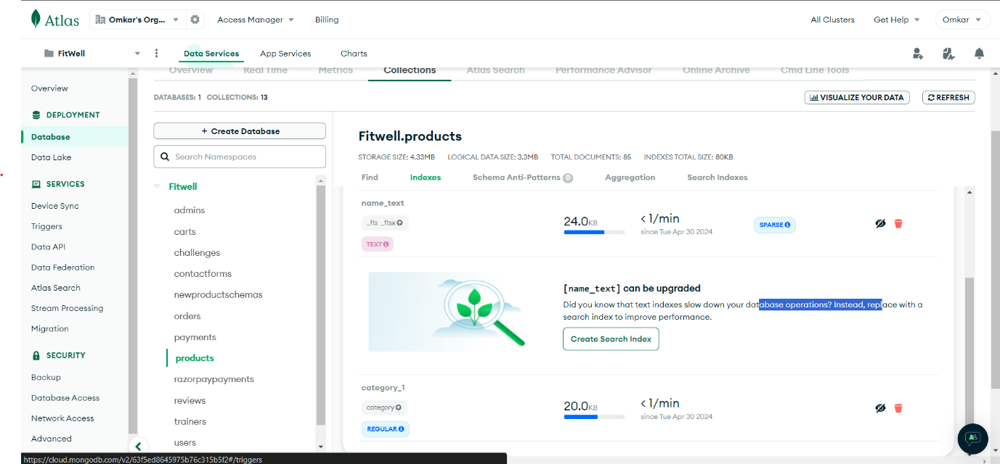 Atlas
Omkar's Org...
Access Manager
Billing
All Clusters
Get Help
Omkar
FitWell
Data Services
App Services
Charts
Overview
Real Time
Metrics
Collections
Atlas Search
Performance Advisor
Online Archive
Cmd Line Tools
DATABASES: 1 COLLECTIONS: 13
VISUALIZE YOUR DATA
REFRESH
Overview
DEPLOYMENT
Database
Data Lake
SERVICES
Device Sync
Triggers
Data API
Data Federation
Atlas Search
Stream Processing
Migration
SECURITY
Backup
Database Access
Network Access
Advanced
+ Create Database
Search Namespaces
Fitwell
admins
carts
challenges
contactforms
newproductschemas
orders
payments
products
razorpaypayments
reviews
trainers
users
Fitwell.products
STORAGE SIZE: 4.33MB LOGICAL DATA SIZE: 3.3MB TOTAL DOCUMENTS: 85 INDEXES TOTAL SIZE: 80KB
Find
Indexes
Schema Anti-Patterns 0
Aggregation
Search Indexes
name_text
_fts _ftsx
TEXT
24.0KB
< 1/min
since Tue Apr 30 2024
SPARSE
[name_text] can be upgraded
Did you know that text indexes slow down your database operations? Instead, replace with a
search index to improve performance.
Create Search Index
category_1
category
REGULAR
20.0KB
< 1/min
since Tue Apr 30 2024
https://cloud.mongodb.com/v2/63f5ed8645975b76c315b5f2#/triggers